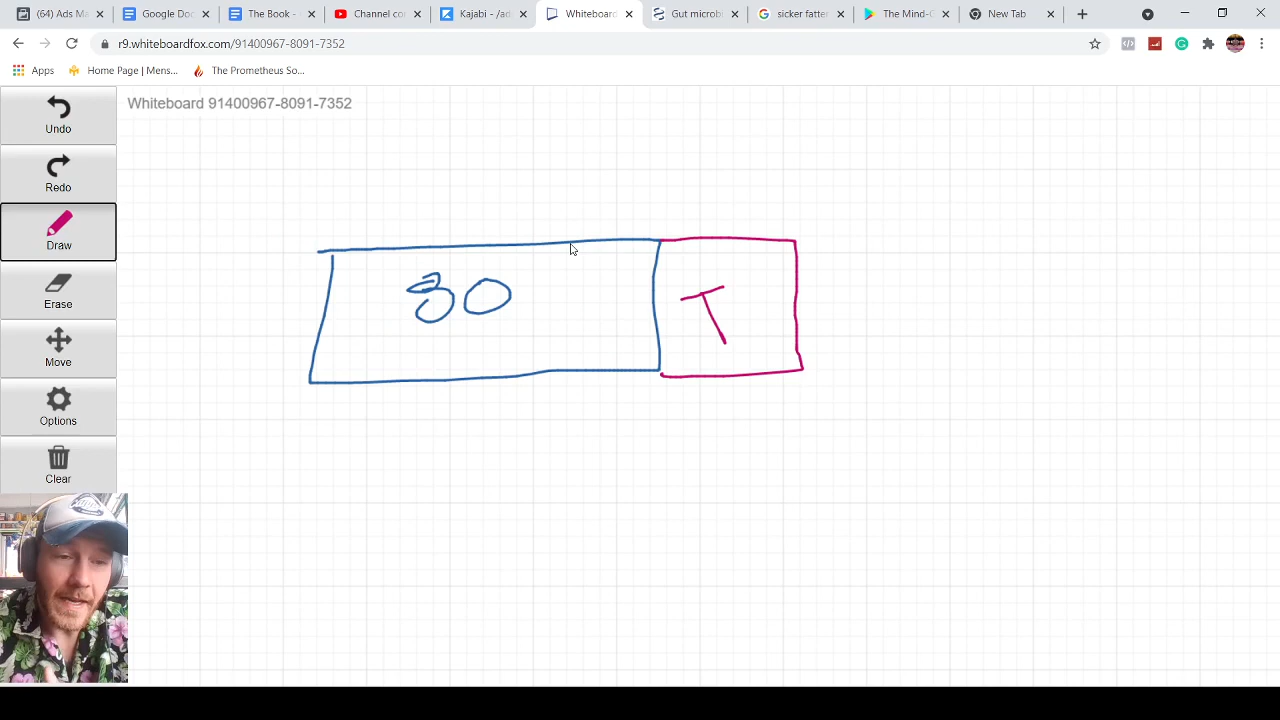 (64) Ads Ma
Google Doc
The Book -
Channel co
Kajabi - /ad
Whiteboard
Gut microb
sicker fatte
The Mind-C
New Tab
r9.whiteboardfox.com/91400967-8091-7352
Apps
Home Page | Mens...
The Prometheus So...
Whiteboard 91400967-8091-7352
Undo
Redo
Draw
Erase
Move
Options
Clear
30
T